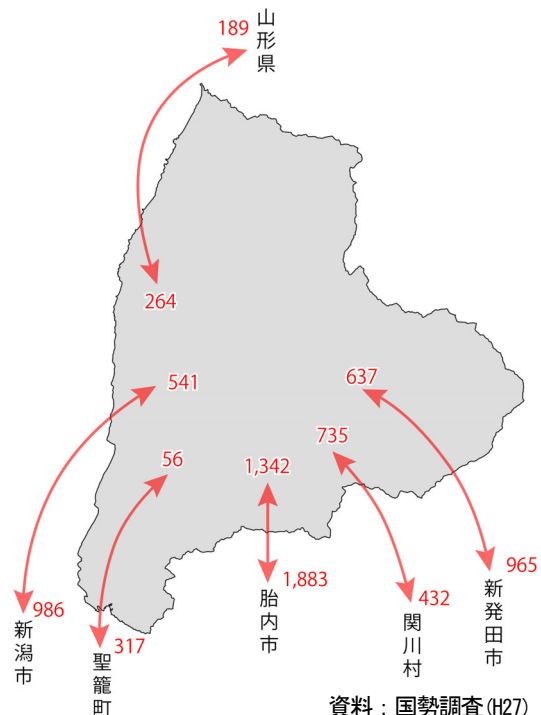 189
山形県
264
541
637
735
56
1,342
1,883
965
986
432
317
新潟市
聖籠町
胎内市
関川村
新発田市
資料：国勢調査(H27)